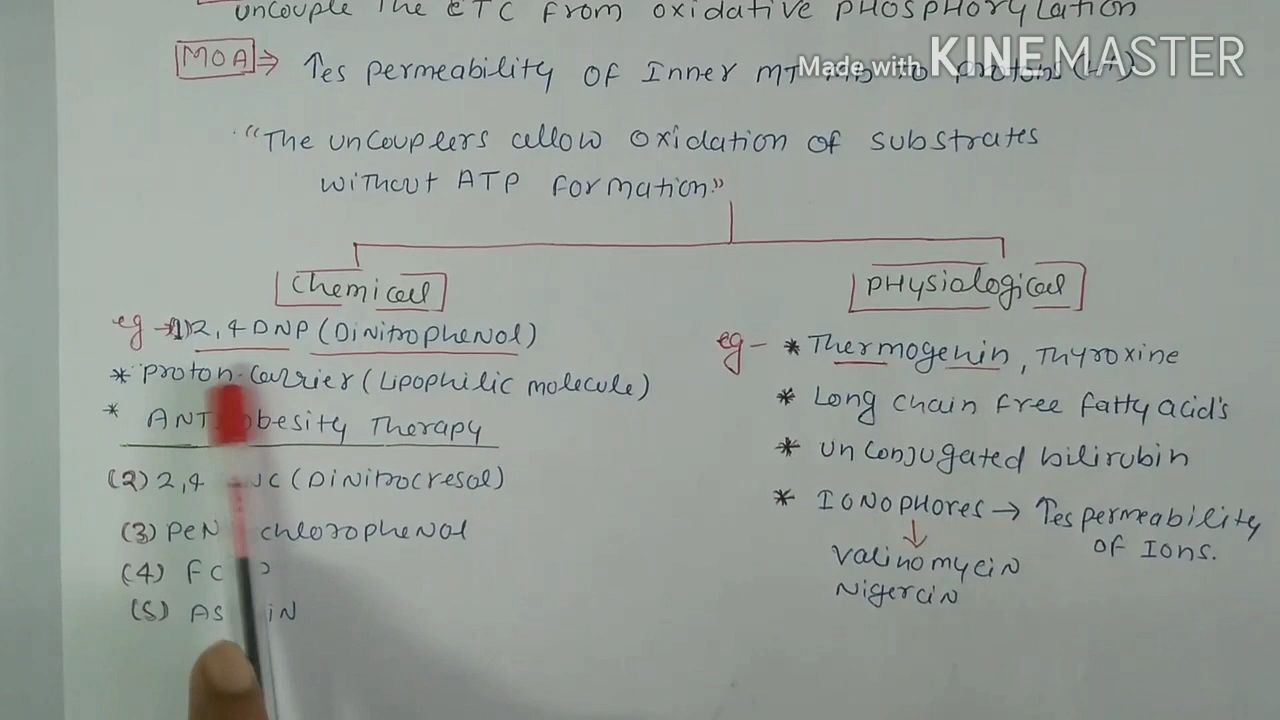 uncouple The ETC from oxidative PHOSPHORYLATION
Made with KINEMASTER
MOA ⇒ ↑es permeability of Inner MT
"The uncouplers allow oxidation of substrates
without ATP formation"
Chemical
PHYsiological
eg → 1) 2,4 DNP (Dinitrophenol)
* Proton carrier (Lipophilic molecule)
* obesity Therapy
(2) 2,4 (Dinitrocresol)
(3) chlorophenol
(4)
(5)
eg - * Thermogenin, Thyroxine
* Long chain free fatty acid's
* unconjugated bilirubin
* IONOPHORES → ↑es permeability
of Ions.
Valinomycin
Nigercin